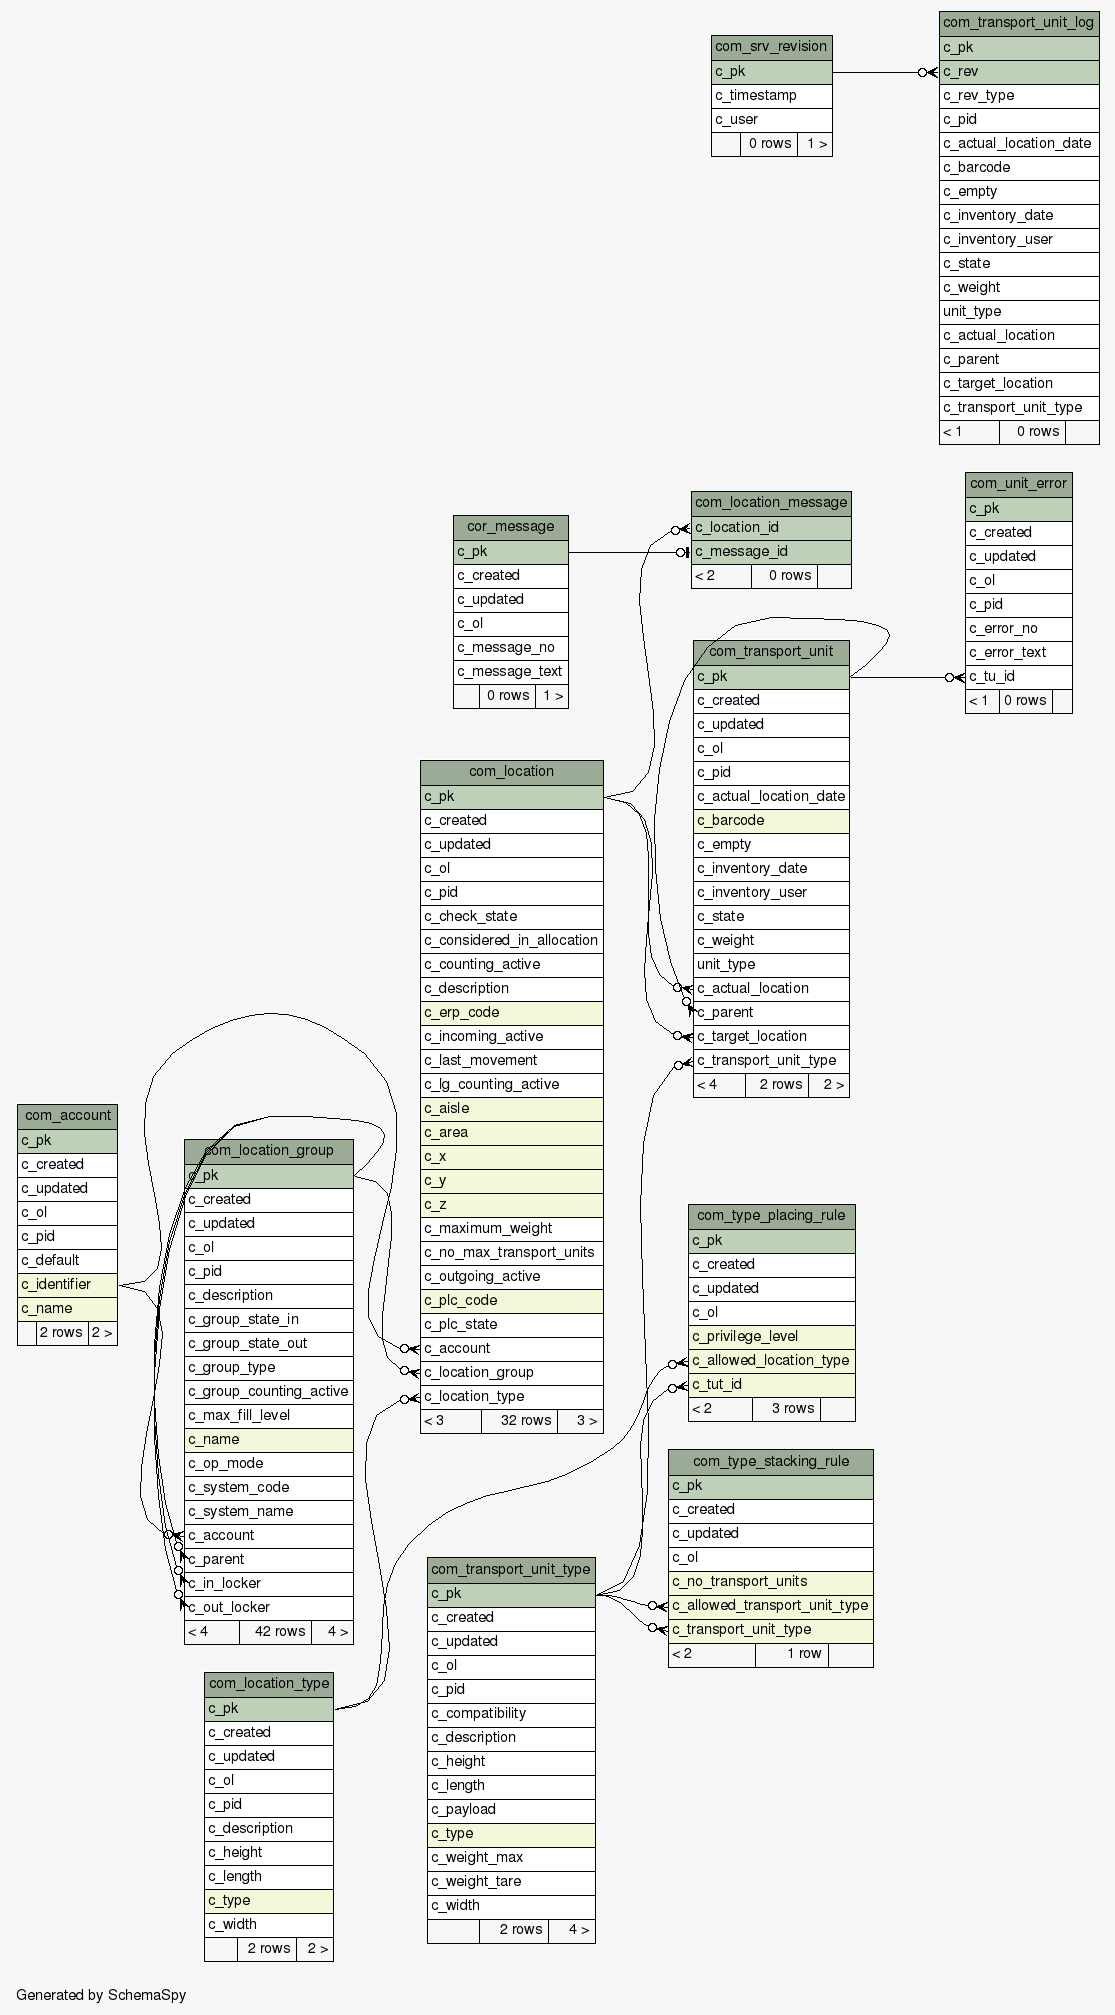 com_transport_unit_log
c_pk
c_rev
c_rev_type
c_pid
c_actual_location_date
c_barcode
c_empty
c_inventory_date
c_inventory_user
c_state
c_weight
unit_type
c_actual_location
c_parent
c_target_location
c_transport_unit_type
< 1 0 rows
com_srv_revision
c_pk
c_timestamp
c_user
0 rows 1 >
com_unit_error
c_pk
c_created
c_updated
c_ol
c_pid
c_error_no
c_error_text
c_tu_id
< 1 0 rows
com_location_message
c_location_id
c_message_id
< 2 0 rows
cor_message
c_pk
c_created
c_updated
c_ol
c_message_no
c_message_text
0 rows 1 >
com_transport_unit
c_pk
c_created
c_updated
c_ol
c_pid
c_actual_location_date
c_barcode
c_empty
c_inventory_date
c_inventory_user
c_state
c_weight
unit_type
c_actual_location
c_parent
c_target_location
c_transport_unit_type
< 4 2 rows 2 >
com_location
c_pk
c_created
c_updated
c_ol
c_pid
c_check_state
c_considered_in_allocation
c_counting_active
c_description
c_erp_code
c_incoming_active
c_last_movement
c_lg_counting_active
c_aisle
c_area
c_x
c_y
c_z
c_maximum_weight
c_no_max_transport_units
c_outgoing_active
c_plc_code
c_plc_state
c_account
c_location_group
c_location_type
< 3 32 rows 3 >
com_account
c_pk
c_created
c_updated
c_ol
c_pid
c_default
c_identifier
c_name
2 rows 2 >
com_location_group
c_pk
c_created
c_updated
c_ol
c_pid
c_description
c_group_state_in
c_group_state_out
c_group_type
c_group_counting_active
c_max_fill_level
c_name
c_op_mode
c_system_code
c_system_name
c_account
c_parent
c_in_locker
c_out_locker
< 4 42 rows 4 >
com_type_placing_rule
c_pk
c_created
c_updated
c_ol
c_privilege_level
c_allowed_location_type
c_tut_id
< 2 3 rows
com_type_stacking_rule
c_pk
c_created
c_updated
c_ol
c_no_transport_units
c_allowed_transport_unit_type
c_transport_unit_type
< 2 1 row
com_transport_unit_type
c_pk
c_created
c_updated
c_ol
c_pid
c_compatibility
c_description
c_height
c_length
c_payload
c_type
c_weight_max
c_weight_tare
c_width
2 rows 4 >
com_location_type
c_pk
c_created
c_updated
c_ol
c_pid
c_description
c_height
c_length
c_type
c_width
2 rows 2 >
Generated by SchemaSpy